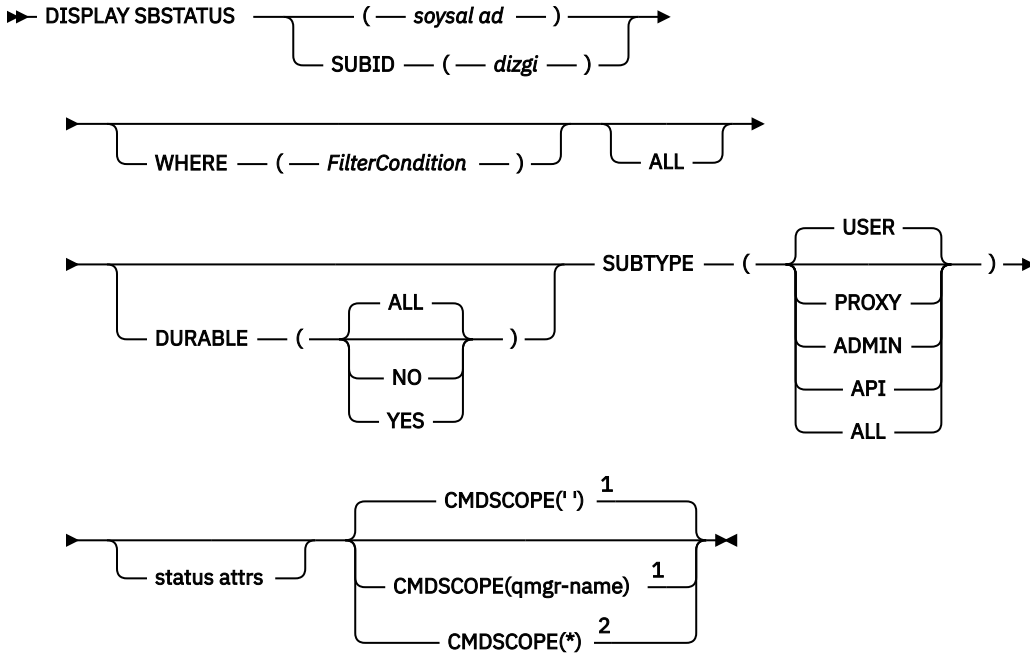 DISPLAY SBSTATUS ( soysal ad )
SUBID ( dizgi )
WHERE ( FilterCondition ) ALL
USER
SUBTYPE ( )
ALL PROXY
DURABLE ( ) ADMIN
NO API
YES ALL
CMDSCOPE(' ') 1
status attrs CMDSCOPE(qmgr-name) 1
CMDSCOPE(*) 2